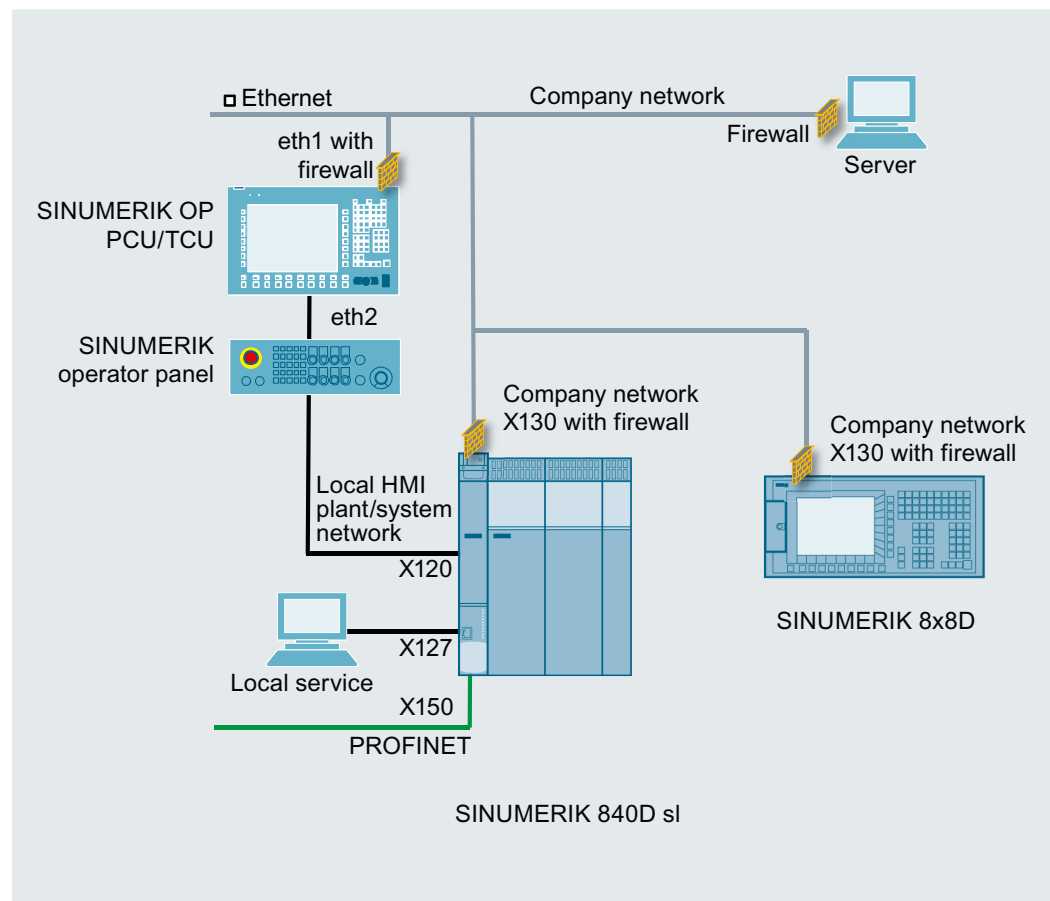 Ethernet
Company network
eth1 with
firewall
Firewall
Server
SINUMERIK OP
PCU/TCU
eth2
SINUMERIK
operator panel
Company network
X130 with firewall
Company network
X130 with firewall
Local HMI
plant/system
network
X120
SINUMERIK 8x8D
X127
Local service
X150
PROFINET
SINUMERIK 840D sl